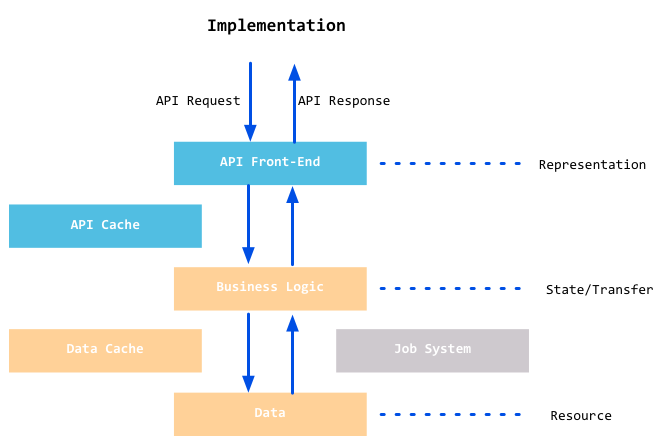 Implementation
API Request
API Response
API Front-End
Representation
API Cache
Business Logic
State/Transfer
Data Cache
Job System
Data
Resource